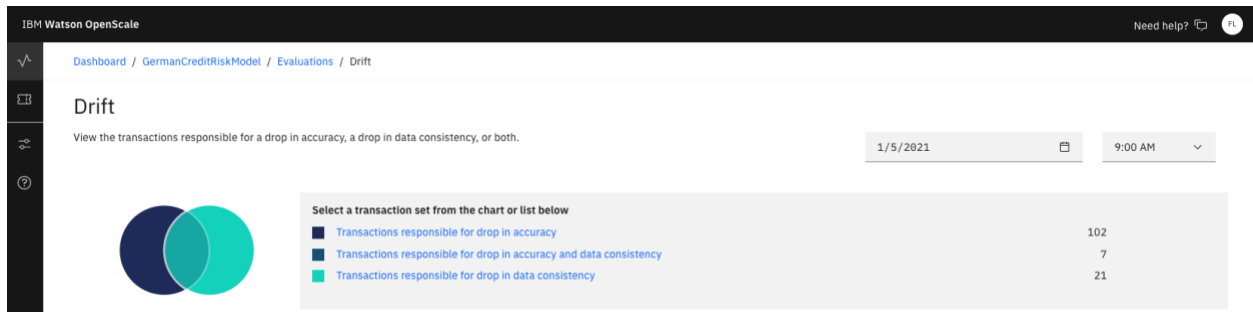 IBM Watson OpenScale Need help? FL
Dashboard / GermanCreditRiskModel / Evaluations / Drift
Drift
View the transactions responsible for a drop in accuracy, a drop in data consistency, or both.
1/5/2021 9:00 AM
Select a transaction set from the chart or list below
Transactions responsible for drop in accuracy 102
Transactions responsible for drop in accuracy and data consistency 7
Transactions responsible for drop in data consistency 21